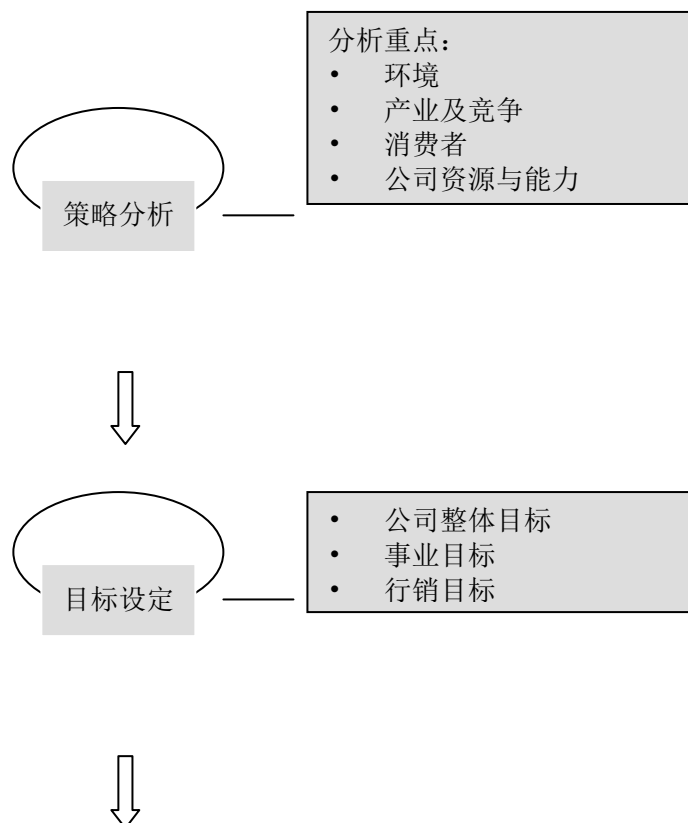 分析重点：
• 环境
• 产业及竞争
• 消费者
• 公司资源与能力
策略分析
• 公司整体目标
• 事业目标
• 行销目标
目标设定